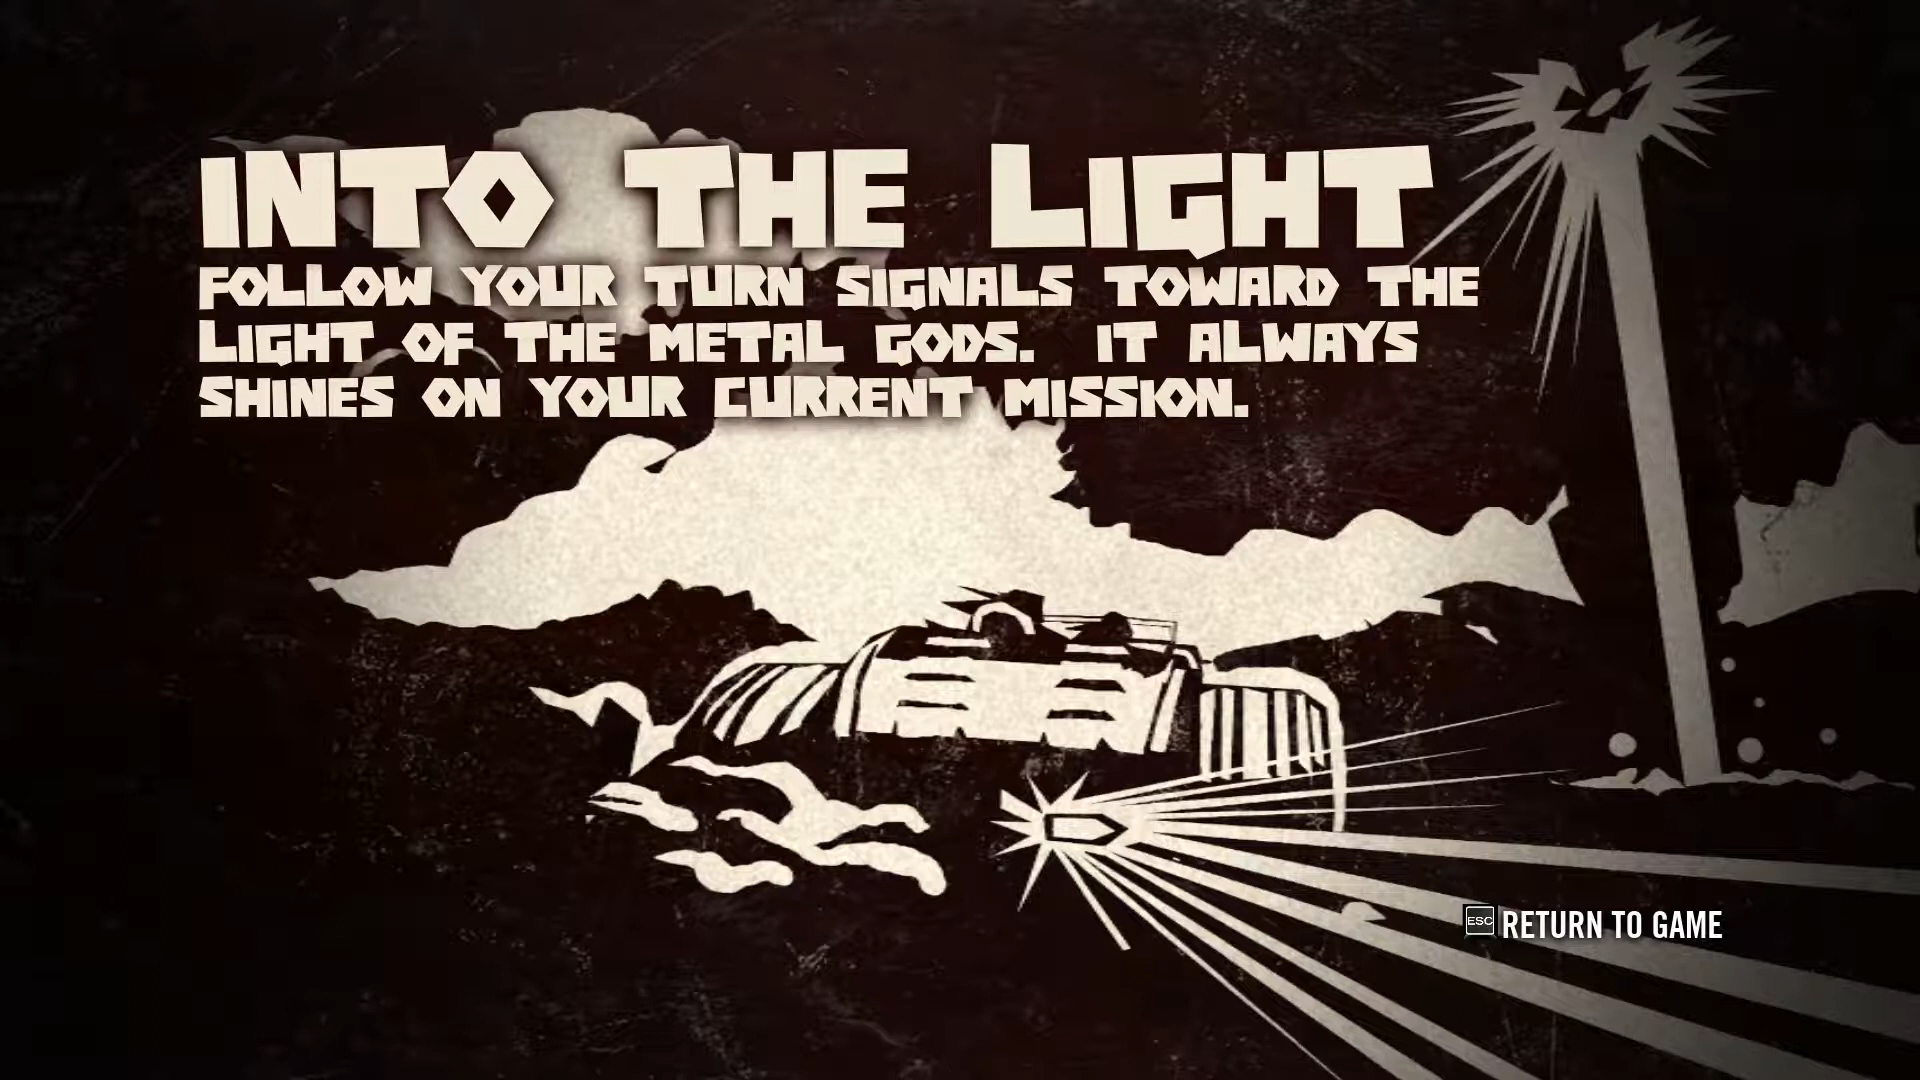 INTO THE LIGHT
FOLLOW YOUR TURN SIGNALS TOWARD THE
LIGHT OF THE METAL GODS. IT ALWAYS
SHINES ON YOUR CURRENT MISSION.
ESC RETURN TO GAME